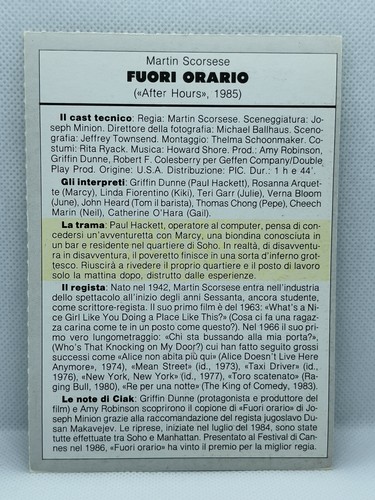 Martin Scorsese
FUORI ORARIO
(«After Hours», 1985)
Il cast tecnico: Regia: Martin Scorsese. Sceneggiatura: Jo-
seph Minion. Direttore della fotografia: Michael Ballhaus. Sceno-
grafia: Jeffrey Townsend. Montaggio: Thelma Schoonmaker. Co-
stumi: Rita Ryack. Musica: Howard Shore. Prod.: Amy Robinson,
Griffin Dunne, Robert F. Colesberry per Geffen Company/Double
Play Prod. Origine: U.S.A. Distribuzione: PIC. Dur.: 1 h e 44'.
Gli interpreti: Griffin Dunne (Paul Hackett), Rosanna Arquet-
te (Marcy), Linda Fiorentino (Kiki), Teri Garr (Julie), Verna Bloom
(June), John Heard (Tom il barista), Thomas Chong (Pepe), Cheech
Marin (Neil), Catherine O'Hara (Gail).
La trama: Paul Hackett, operatore al computer, pensa di con-
cedersi un'avventuretta con Marcy, una biondina conosciuta in
un bar e residente nel quartiere di Soho. In realtà, di disavventu-
ra in disavventura, il poveretto finisce in una sorta d'inferno grot-
tesco. Riuscirà a rivedere il proprio quartiere e il posto di lavoro
solo la mattina dopo, distrutto dalle esperienze.
Il regista: Nato nel 1942, Martin Scorsese entra nell'industria
dello spettacolo all'inizio degli anni Sessanta, ancora studente,
come scrittore-regista. Il suo primo film è del 1963: «What's a Ni-
ce Girl Like You Doing a Place Like This?» (Cosa ci fa una ragaz-
zza carina come te in un posto come questo?). Nel 1966 il suo pri-
mo vero lungometraggio: «Chi sta bussando alla mia porta?»,
(Who's That Knocking on My Door?) cui han fatto seguito grossi
successi come «Alice non abita più qui» (Alice Doesn't Live Here
Anymore», 1974), «Mean Street» (id., 1973), «Taxi Driver» (id.,
1976), «New York, New York» (id., 1977), «Toro scatenato» (Ra-
ging Bull, 1980), «Re per una notte» (The King of Comedy, 1983).
Le note di Ciak: Griffin Dunne (protagonista e produttore del
film) e Amy Robinson scoprirono il copione di «Fuori orario» di Jo-
seph Minion grazie alla raccomandazione del regista jugoslavo Du-
san Makavejev. Le riprese, iniziate nel luglio del 1984, sono state
tutte effettuate tra Soho e Manhattan. Presentato al Festival di Can-
nes nel 1986, «Fuori orario» ha vinto il premio per la miglior regia.